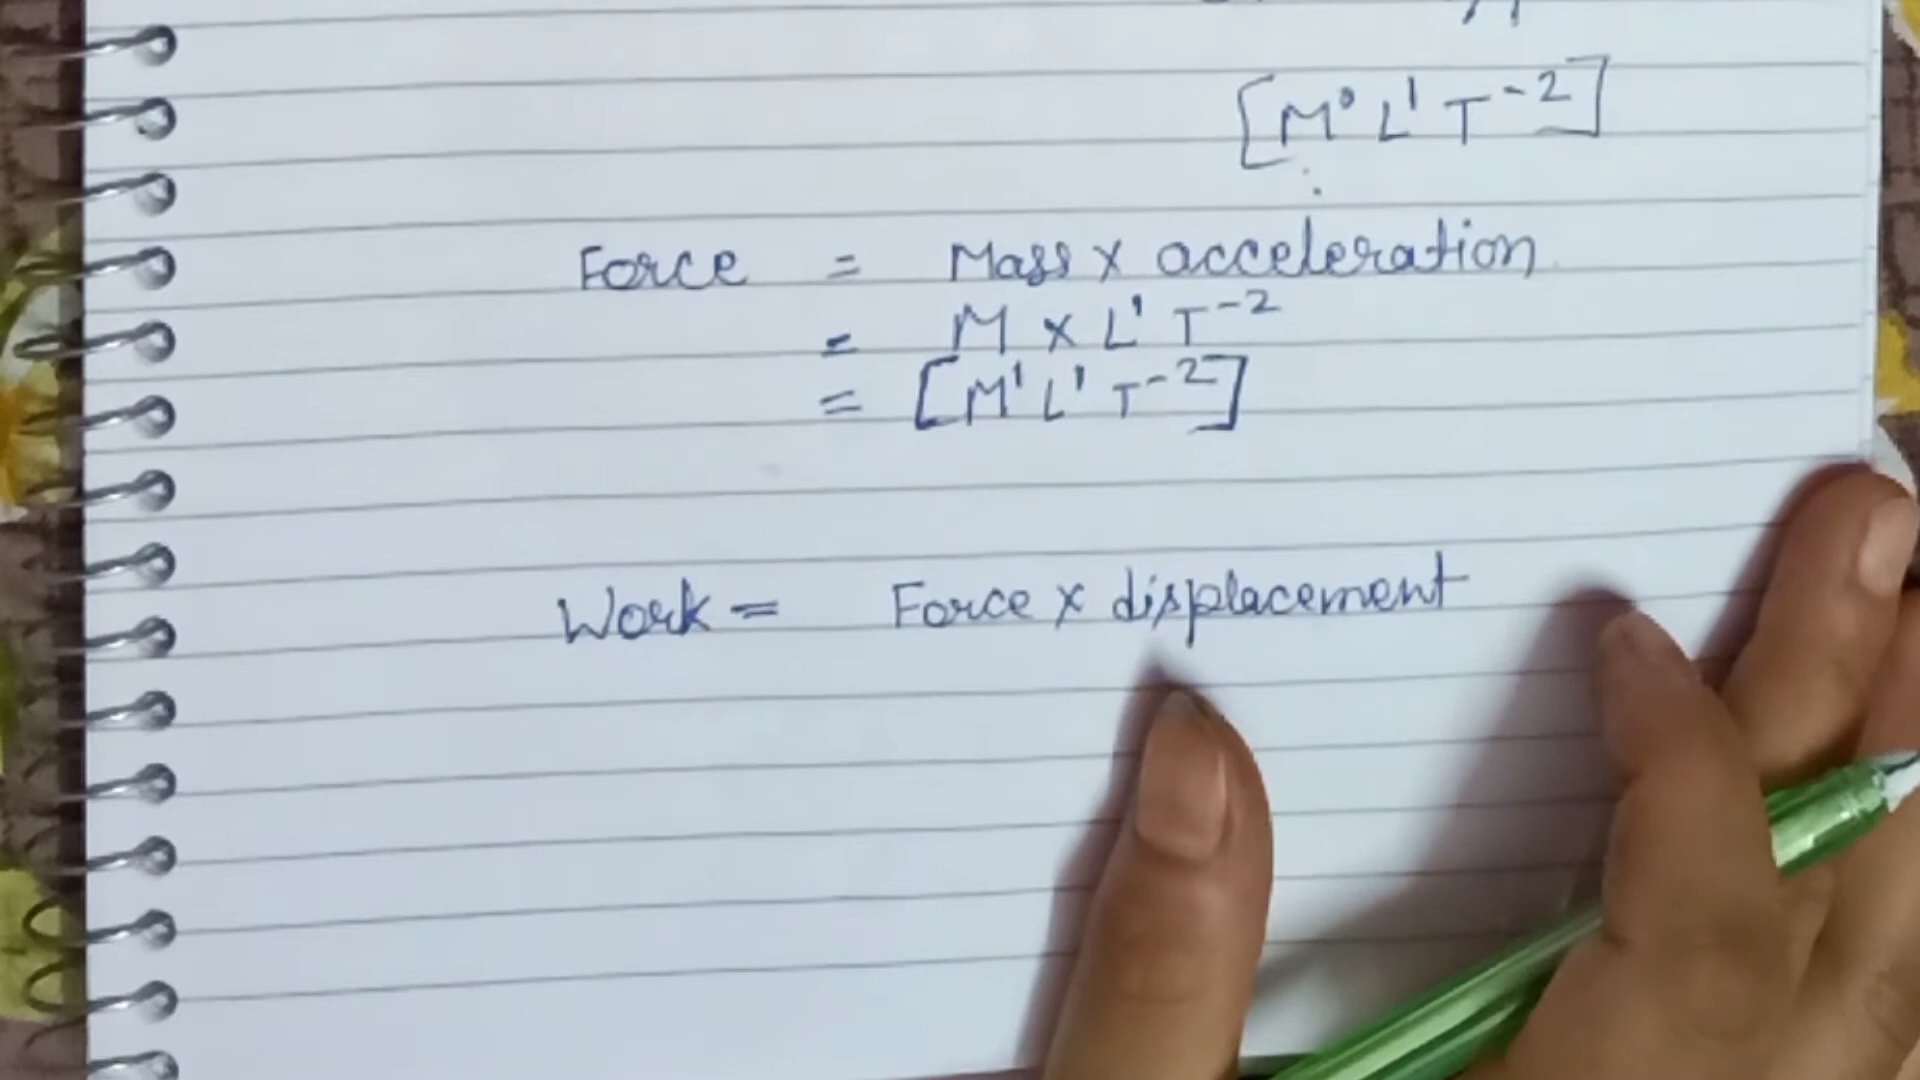 [M⁰ L¹ T⁻²]
Force = Mass × acceleration
= M × L¹ T⁻²
= [M¹ L¹ T⁻²]
Work = Force × displacement